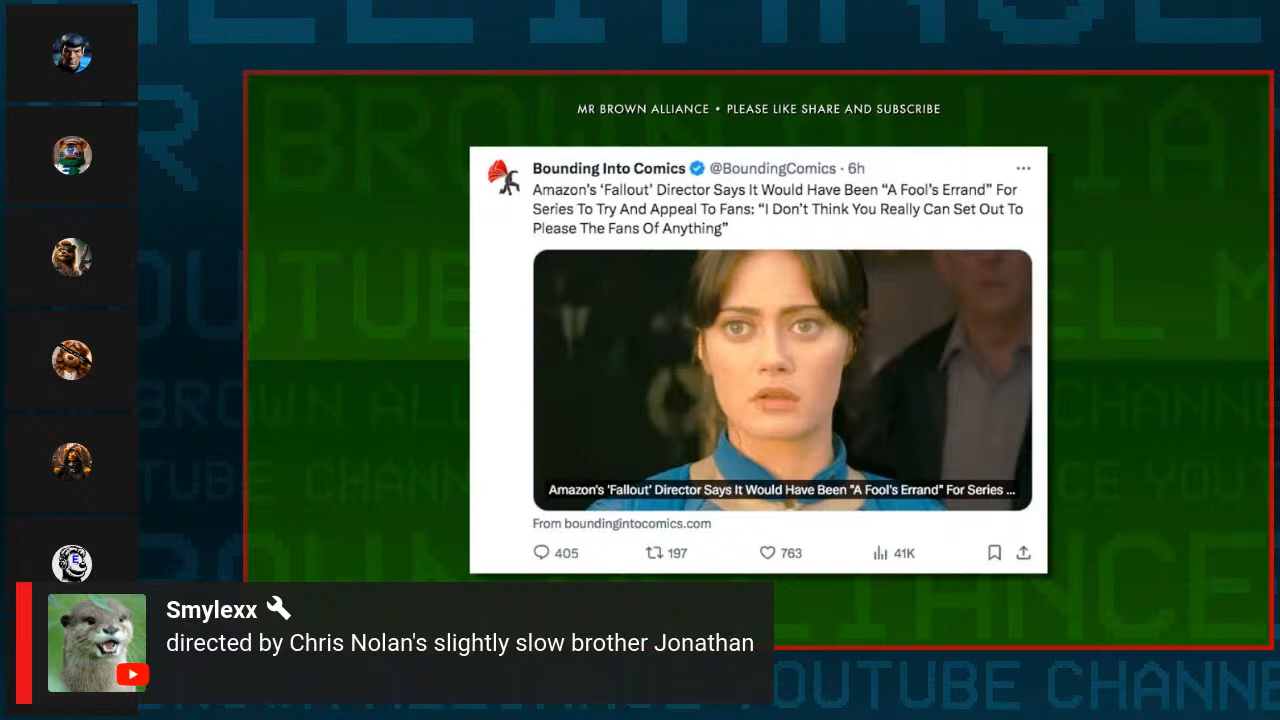 MR BROWN ALLIANCE • PLEASE LIKE SHARE AND SUBSCRIBE
Bounding Into Comics @BoundingComics · 6h
Amazon's 'Fallout' Director Says It Would Have Been “A Fool's Errand” For
Series To Try And Appeal To Fans: “I Don't Think You Really Can Set Out To
Please The Fans Of Anything”
Amazon's 'Fallout' Director Says It Would Have Been "A Fool's Errand" For Series ...
From boundingintocomics.com
405 197 763 41K
E
Smylexx
directed by Chris Nolan's slightly slow brother Jonathan
YOUTUBE CHANNE